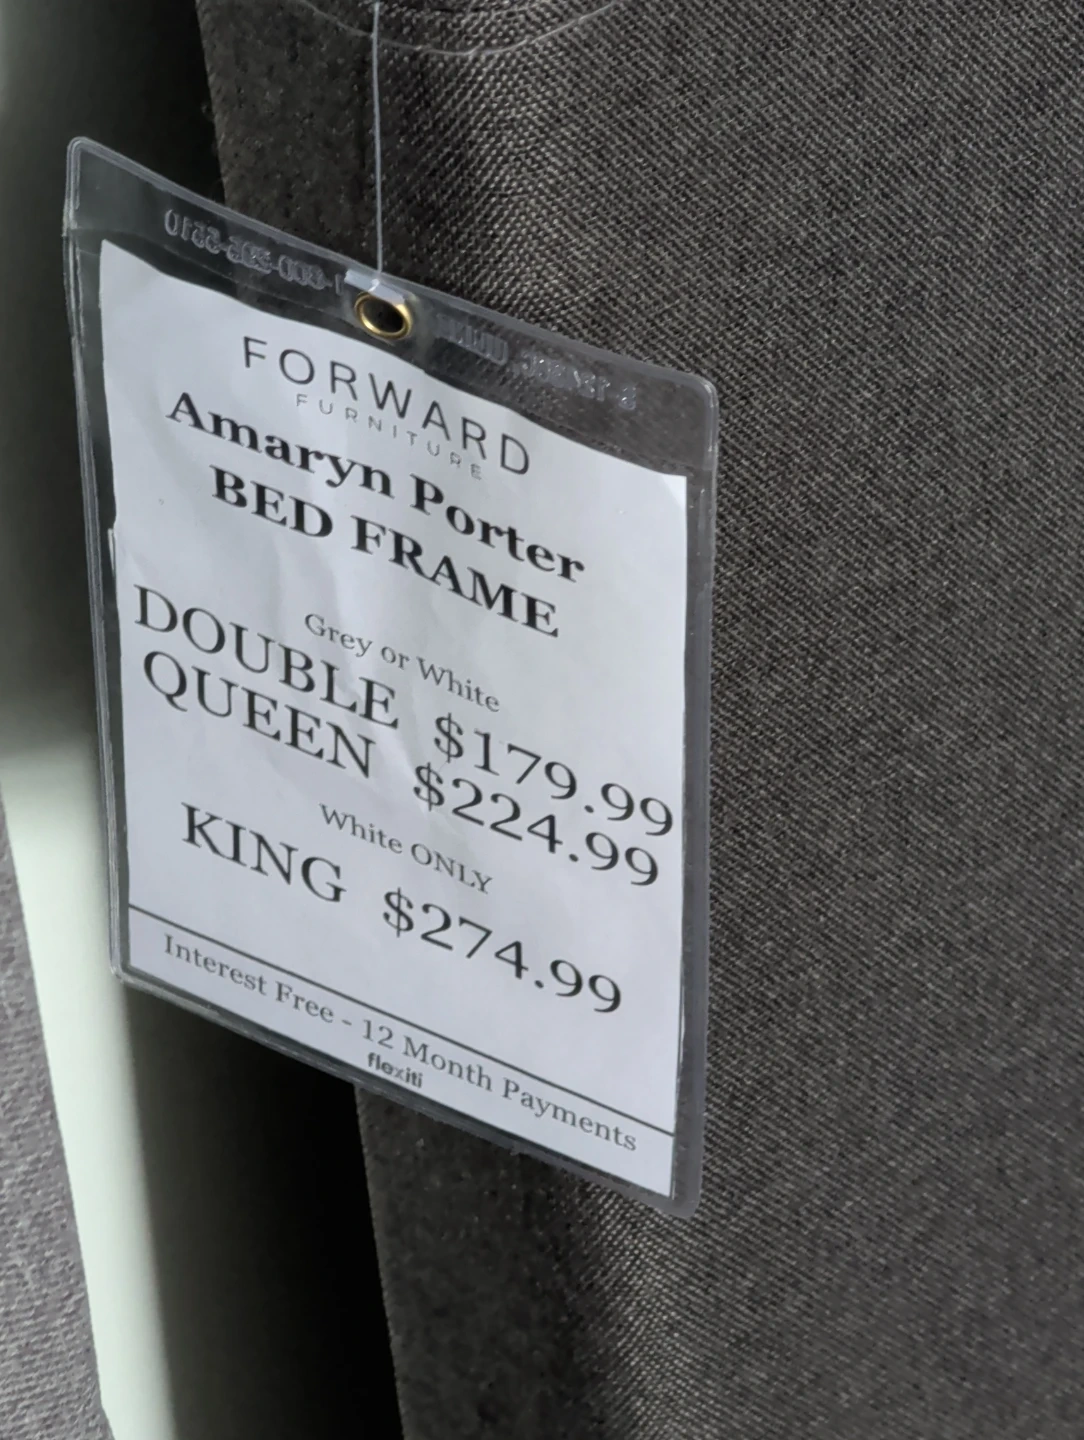 FORWARD
FURNITURE
Amaryn Porter
BED FRAME
Grey or White
DOUBLE $179.99
QUEEN $224.99
White ONLY
KING $274.99
Interest Free - 12 Month Payments
flexiti